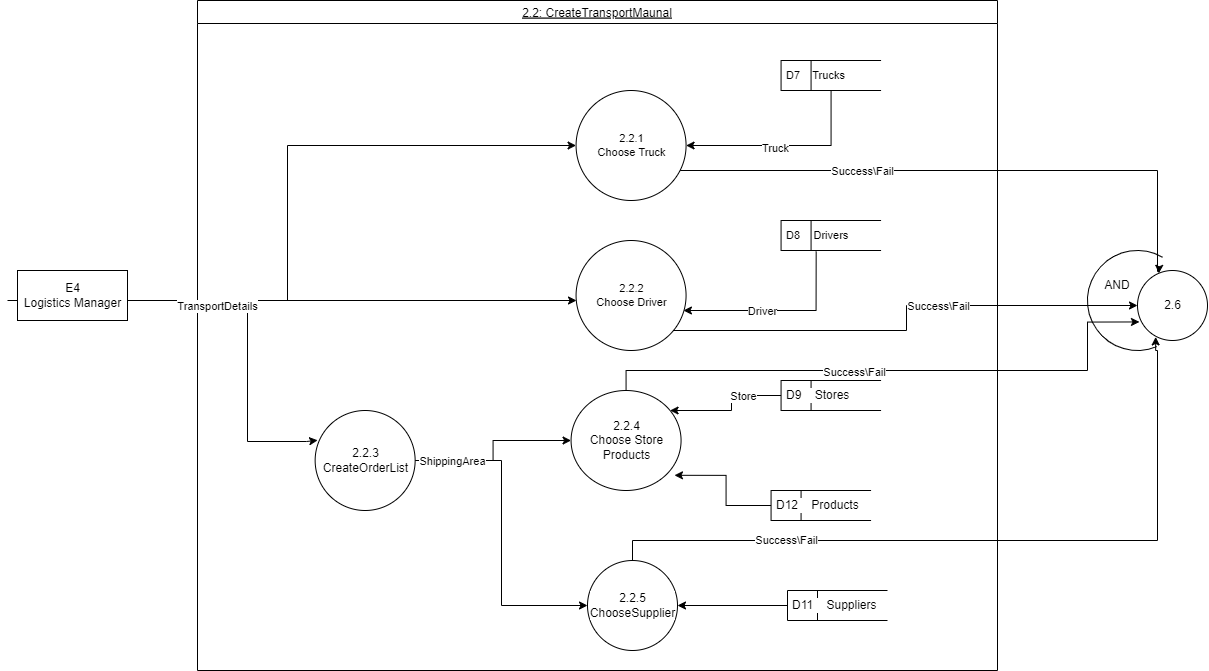 2.2: CreateTransportMaunal
D7 Trucks
2.2.1
Choose Truck
Truck
Success\Fail
D8 Drivers
E4
Logistics Manager
TransportDetails
2.2.2
Choose Driver
Driver
Success\Fail
AND
2.6
Success\Fail
Store
D9 Stores
2.2.4
Choose Store
Products
2.2.3
CreateOrderList
ShippingArea
D12 Products
Success\Fail
2.2.5
ChooseSupplier
D11 Suppliers